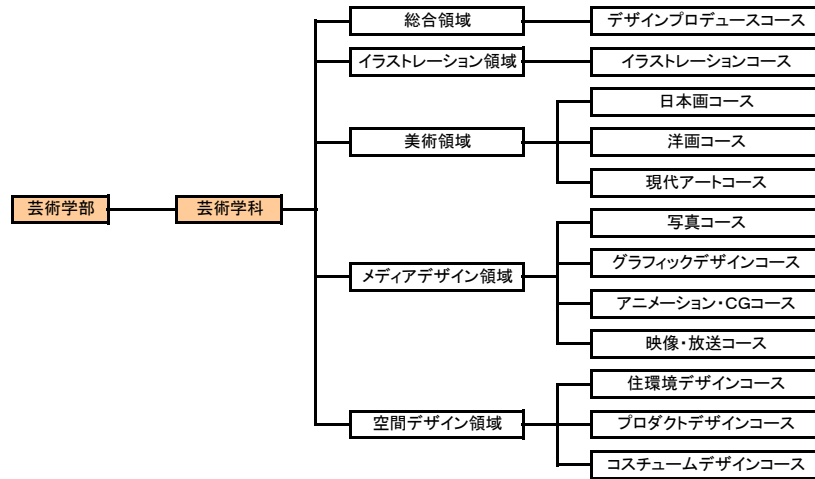 芸術学部
芸術学科
総合領域
デザインプロデュースコース
イラストレーション領域
イラストレーションコース
美術領域
日本画コース
洋画コース
現代アートコース
メディアデザイン領域
写真コース
グラフィックデザインコース
アニメーション・CGコース
映像・放送コース
空間デザイン領域
住環境デザインコース
プロダクトデザインコース
コスチュームデザインコース